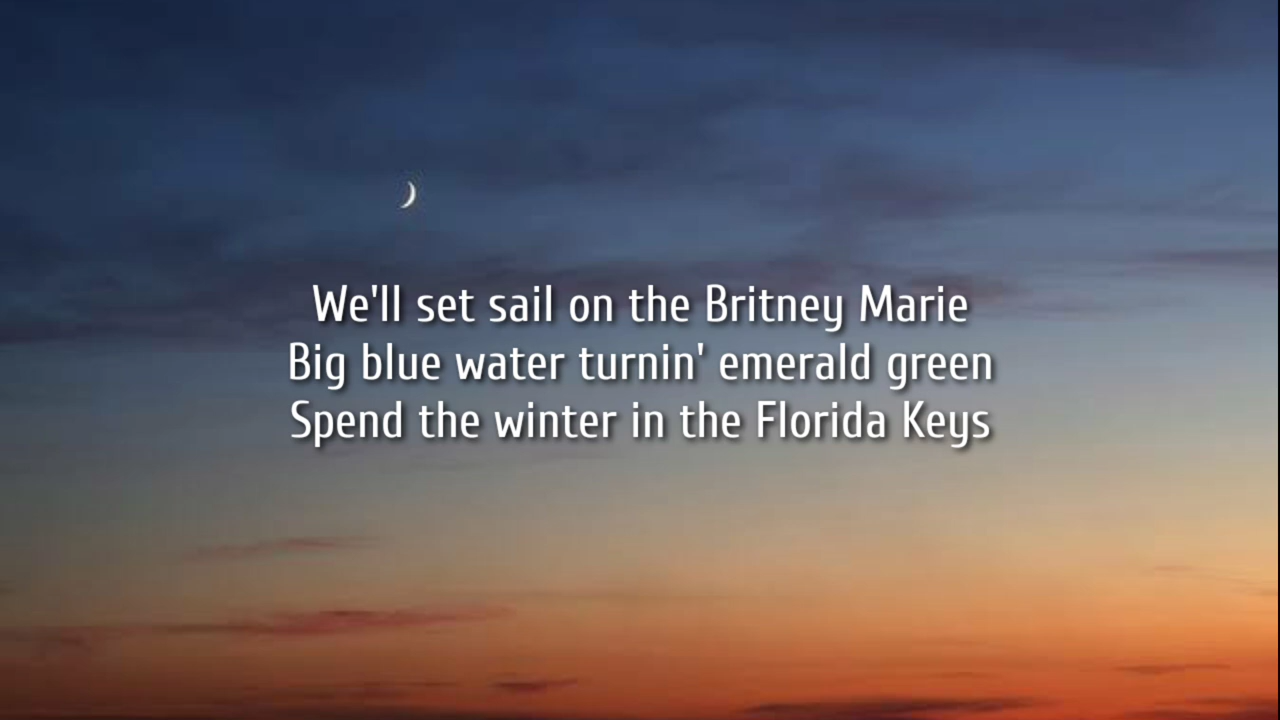 We'll set sail on the Britney Marie
Big blue water turnin' emerald green
Spend the winter in the Florida Keys